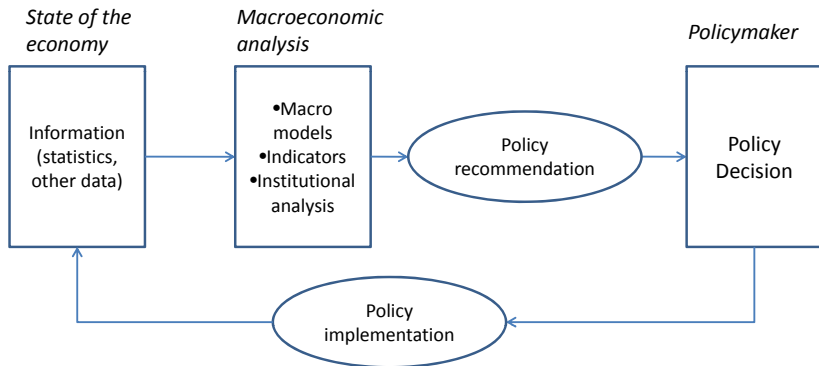 State of the
economy
Macroeconomic
analysis
Policymaker
Information
(statistics,
other data)
•Macro
models
•Indicators
•Institutional
analysis
Policy
recommendation
Policy
Decision
Policy
implementation